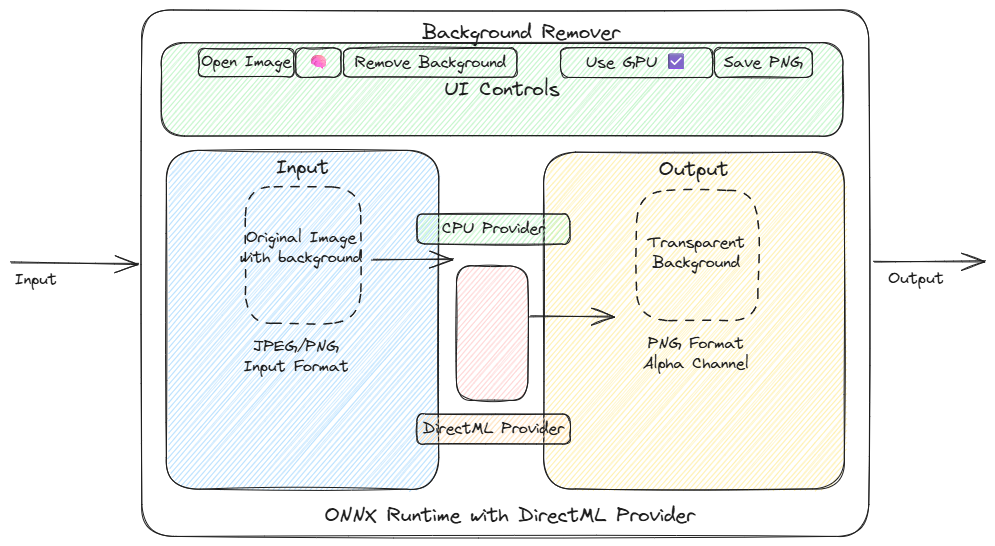 Background Remover
Open Image
Remove Background
Use GPU
Save PNG
UI Controls
Input
Original Image
with background
JPEG/PNG
Input Format
CPU Provider
DirectML Provider
Output
Transparent
Background
PNG Format
Alpha Channel
Input
Output
ONNX Runtime with DirectML Provider